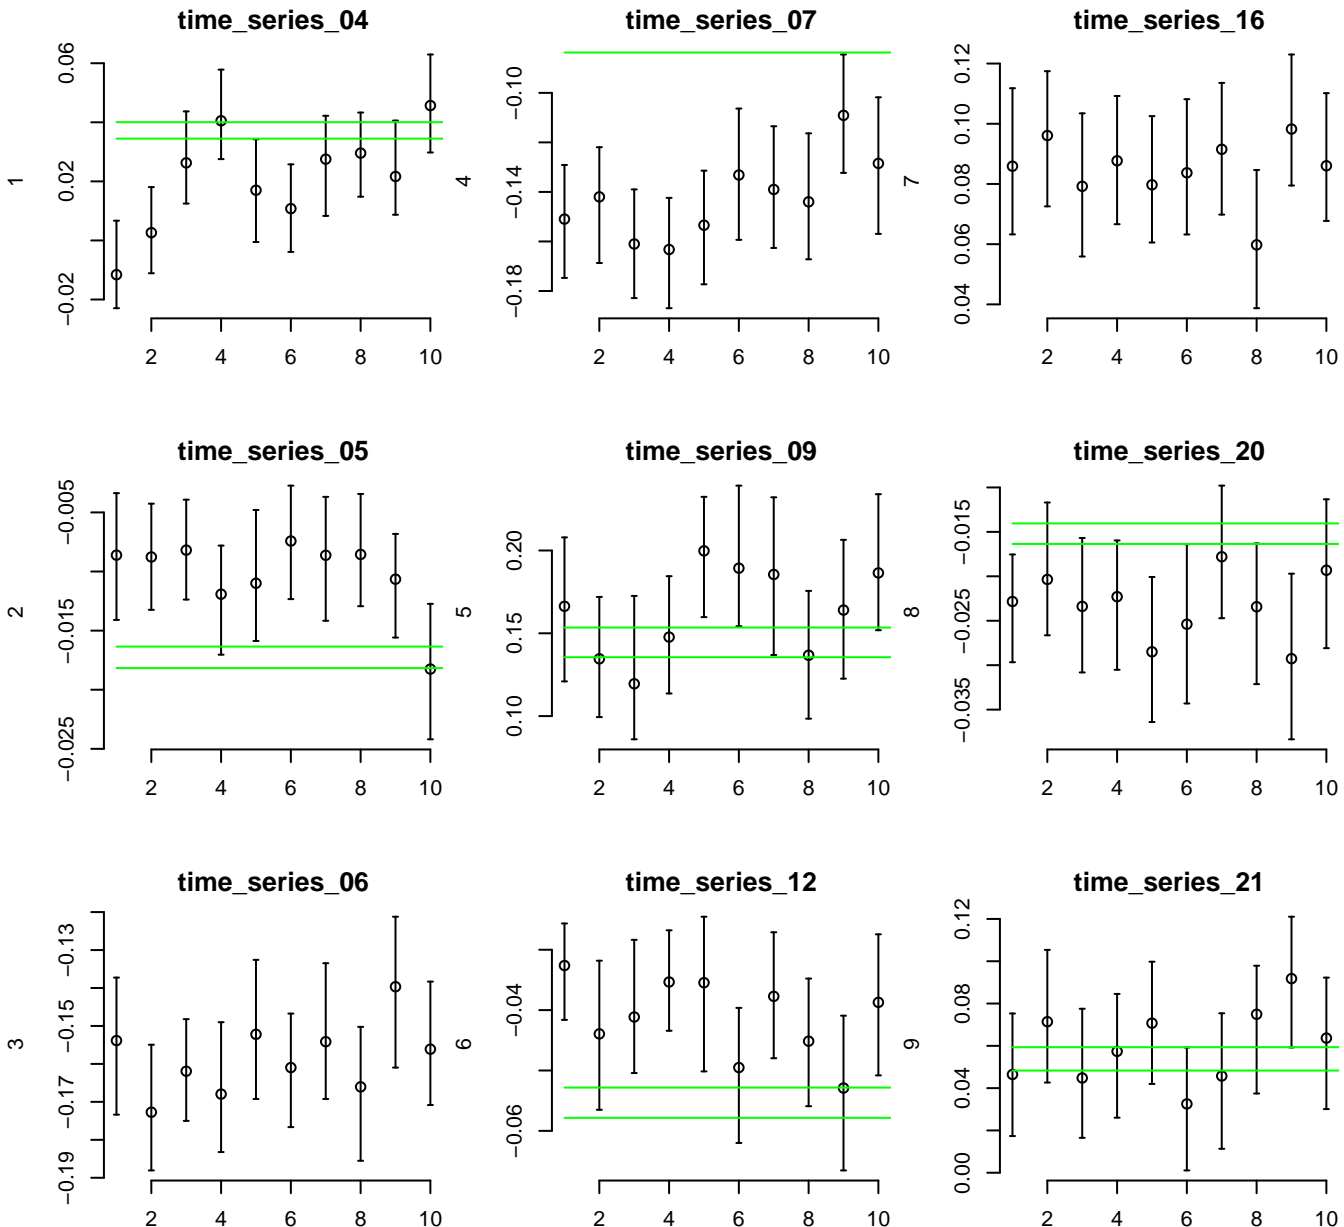 time_series_04 time_series_07 time_series_16
1 −0.02 0.02 0.06
2 4 6 8 10
4 −0.18 −0.14 −0.10
2 4 6 8 10
7 0.04 0.06 0.08 0.10 0.12
2 4 6 8 10
time_series_05 time_series_09 time_series_20
2 −0.025 −0.015 −0.005
2 4 6 8 10
5 0.10 0.15 0.20
2 4 6 8 10
8 −0.035 −0.025 −0.015
2 4 6 8 10
time_series_06 time_series_12 time_series_21
3 −0.19 −0.17 −0.15 −0.13
2 4 6 8 10
6 −0.06 −0.04
2 4 6 8 10
9 0.00 0.04 0.08 0.12
2 4 6 8 10